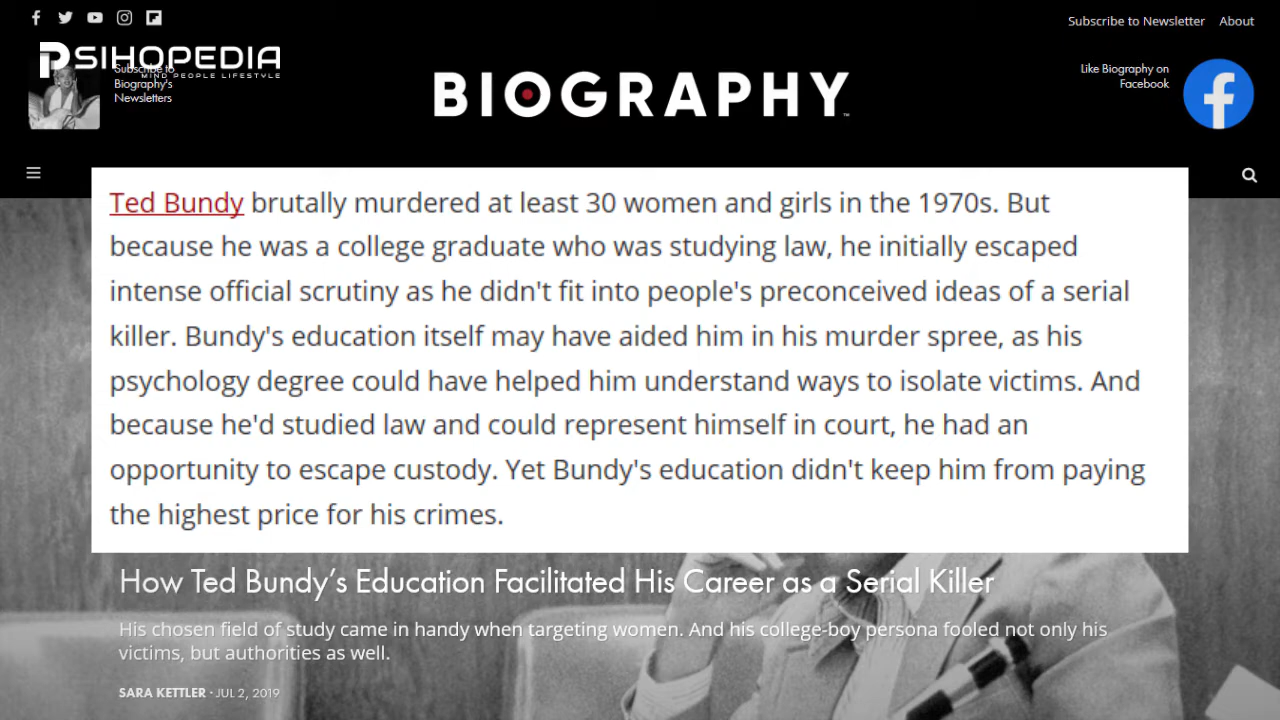 Subscribe to Newsletter About
PSIHOPEDIA
MIND PEOPLE LIFESTYLE
Subscribe to
Biography's
Newsletters
BIOGRAPHY
™
Like Biography on
Facebook
Ted Bundy brutally murdered at least 30 women and girls in the 1970s. But
because he was a college graduate who was studying law, he initially escaped
intense official scrutiny as he didn't fit into people's preconceived ideas of a serial
killer. Bundy's education itself may have aided him in his murder spree, as his
psychology degree could have helped him understand ways to isolate victims. And
because he'd studied law and could represent himself in court, he had an
opportunity to escape custody. Yet Bundy's education didn't keep him from paying
the highest price for his crimes.
How Ted Bundy’s Education Facilitated His Career as a Serial Killer
His chosen field of study came in handy when targeting women. And his college-boy persona fooled not only his
victims, but authorities as well.
SARA KETTLER · JUL 2, 2019